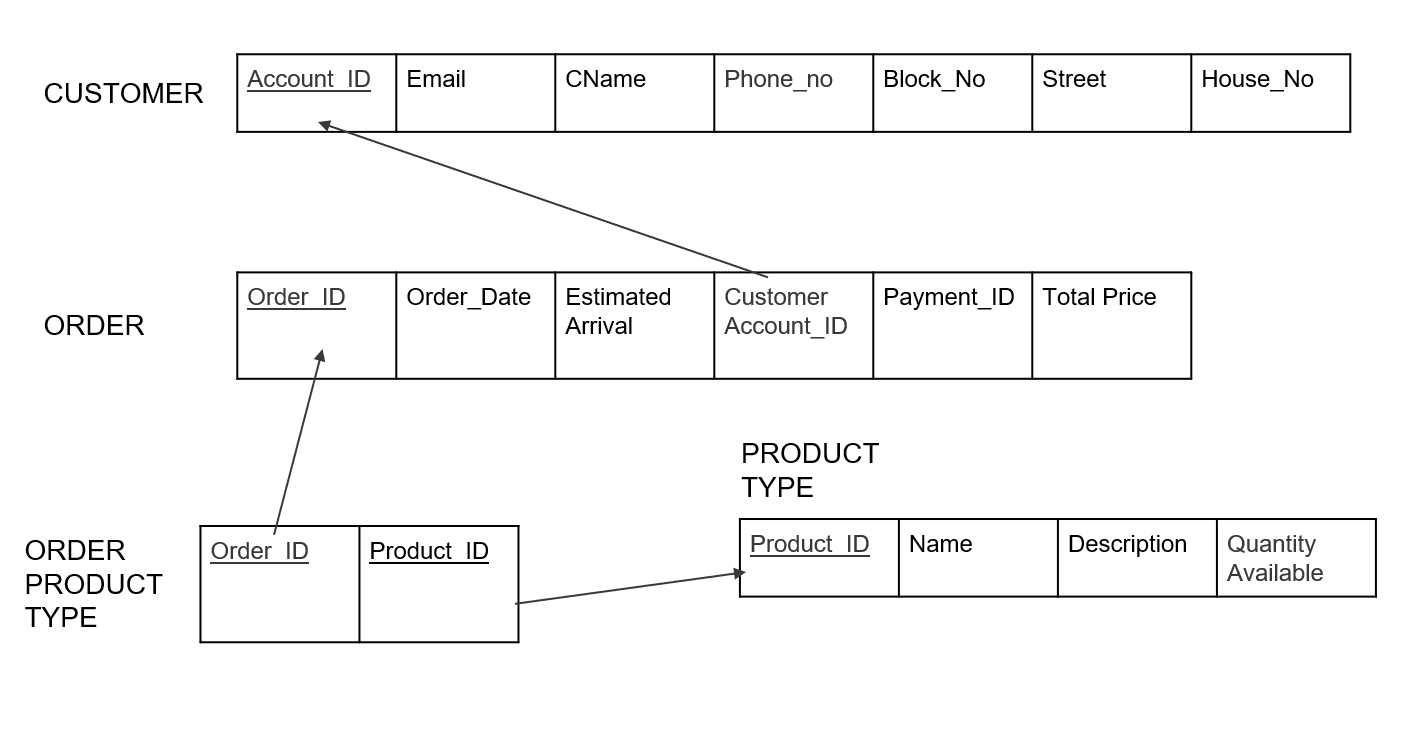 CUSTOMER
Account_ID Email CName Phone_no Block_No Street House_No
ORDER
Order_ID Order_Date Estimated Customer Payment_ID Total Price
Arrival Account_ID
PRODUCT
TYPE
ORDER
PRODUCT
TYPE
Order_ID Product_ID
Product_ID Name Description Quantity
Available